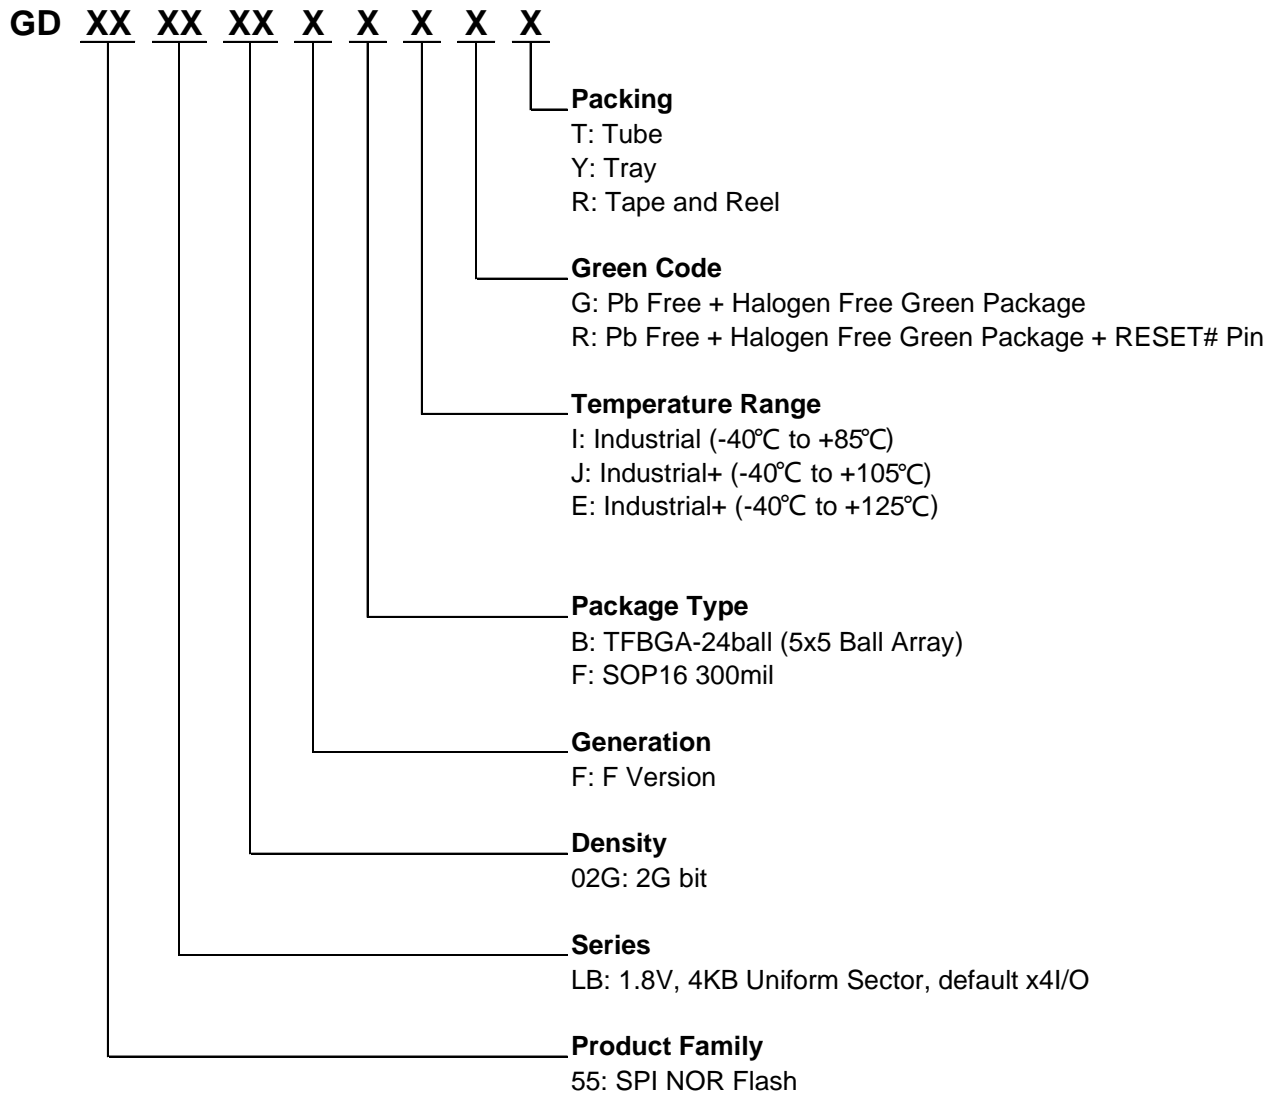 GD XX XX XX X X X X X
Packing
T: Tube
Y: Tray
R: Tape and Reel
Green Code
G: Pb Free + Halogen Free Green Package
R: Pb Free + Halogen Free Green Package + RESET# Pin
Temperature Range
I: Industrial (-40℃ to +85℃)
J: Industrial+ (-40℃ to +105℃)
E: Industrial+ (-40℃ to +125℃)
Package Type
B: TFBGA-24ball (5x5 Ball Array)
F: SOP16 300mil
Generation
F: F Version
Density
02G: 2G bit
Series
LB: 1.8V, 4KB Uniform Sector, default x4I/O
Product Family
55: SPI NOR Flash